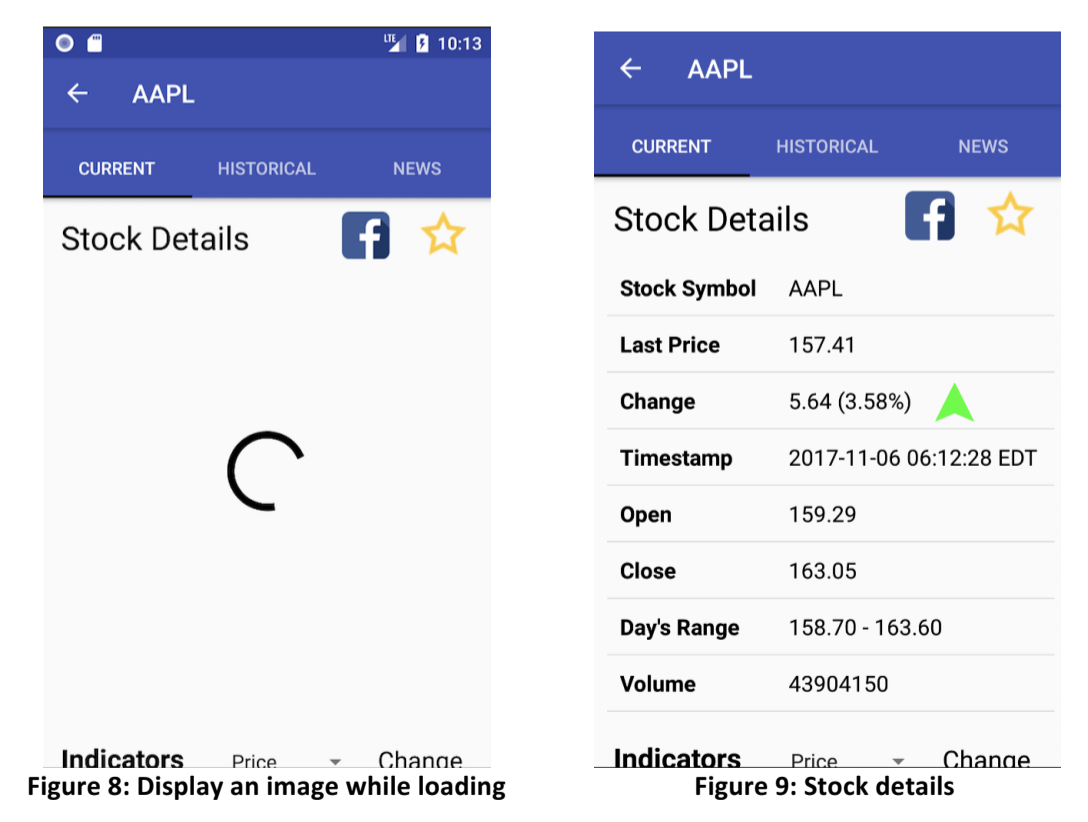 LTE 10:13
AAPL
CURRENT HISTORICAL NEWS
Stock Details f
Indicators Price Change
Figure 8: Display an image while loading
AAPL
CURRENT HISTORICAL NEWS
Stock Details f
Stock Symbol AAPL
Last Price 157.41
Change 5.64 (3.58%)
Timestamp 2017-11-06 06:12:28 EDT
Open 159.29
Close 163.05
Day's Range 158.70 - 163.60
Volume 43904150
Indicators Price Change
Figure 9: Stock details